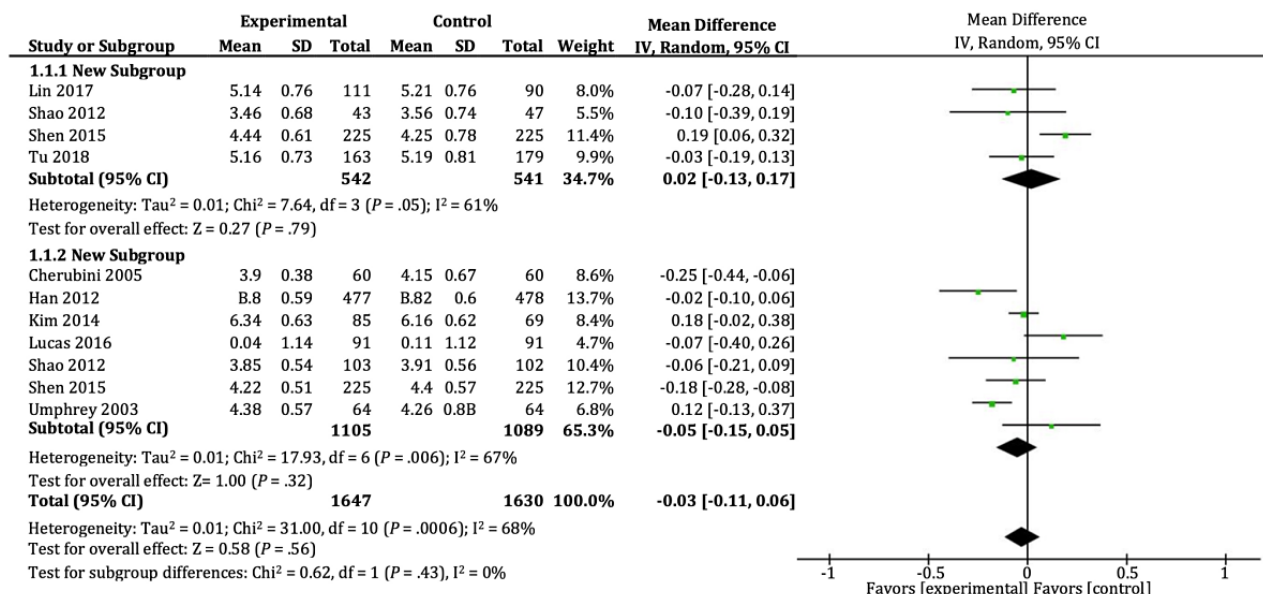 Experimental Control Mean Difference Mean Difference
Study or Subgroup Mean SD Total Mean SD Total Weight IV, Random, 95% CI IV, Random, 95% CI
1.1.1 New Subgroup
Lin 2017 5.14 0.76 111 5.21 0.76 90 8.0% -0.07 [-0.28, 0.14]
Shao 2012 3.46 0.68 43 3.56 0.74 47 5.5% -0.10 [-0.39, 0.19]
Shen 2015 4.44 0.61 225 4.25 0.78 225 11.4% 0.19 [0.06, 0.32]
Tu 2018 5.16 0.73 163 5.19 0.81 179 9.9% -0.03 [-0.19, 0.13]
Subtotal (95% CI) 542 541 34.7% 0.02 [-0.13, 0.17]
Heterogeneity: Tau² = 0.01; Chi² = 7.64, df = 3 (P = .05); I² = 61%
Test for overall effect: Z = 0.27 (P = .79)
1.1.2 New Subgroup
Cherubini 2005 3.9 0.38 60 4.15 0.67 60 8.6% -0.25 [-0.44, -0.06]
Han 2012 B.8 0.59 477 B.82 0.6 478 13.7% -0.02 [-0.10, 0.06]
Kim 2014 6.34 0.63 85 6.16 0.62 69 8.4% 0.18 [-0.02, 0.38]
Lucas 2016 0.04 1.14 91 0.11 1.12 91 4.7% -0.07 [-0.40, 0.26]
Shao 2012 3.85 0.54 103 3.91 0.56 102 10.4% -0.06 [-0.21, 0.09]
Shen 2015 4.22 0.51 225 4.4 0.57 225 12.7% -0.18 [-0.28, -0.08]
Umphrey 2003 4.38 0.57 64 4.26 0.8B 64 6.8% 0.12 [-0.13, 0.37]
Subtotal (95% CI) 1105 1089 65.3% -0.05 [-0.15, 0.05]
Heterogeneity: Tau² = 0.01; Chi² = 17.93, df = 6 (P = .006); I² = 67%
Test for overall effect: Z= 1.00 (P = .32)
Total (95% CI) 1647 1630 100.0% -0.03 [-0.11, 0.06]
Heterogeneity: Tau² = 0.01; Chi² = 31.00, df = 10 (P = .0006); I² = 68%
Test for overall effect: Z = 0.58 (P = .56)
Test for subgroup differences: Chi² = 0.62, df = 1 (P = .43), I² = 0%
-1 -0.5 0 0.5 1
Favors [experimental] Favors [control]